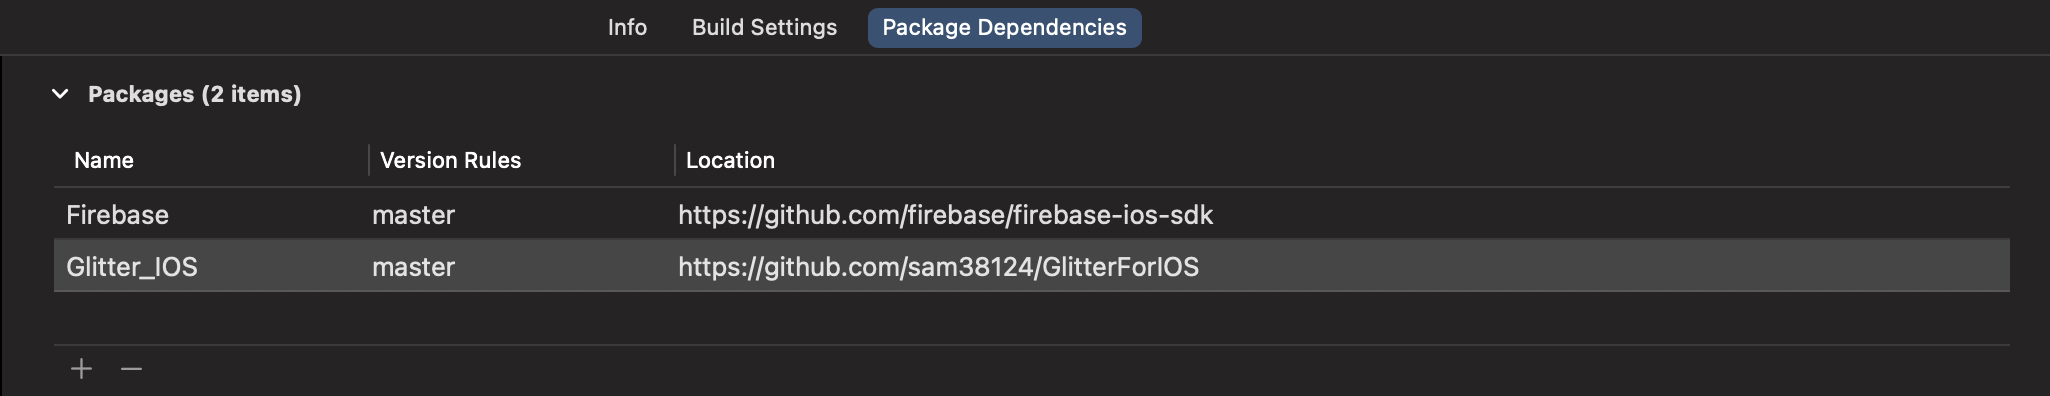 Info Build Settings Package Dependencies
Packages (2 items)
Name Version Rules Location
Firebase master https://github.com/firebase/firebase-ios-sdk
Glitter_IOS master https://github.com/sam38124/GlitterForIOS